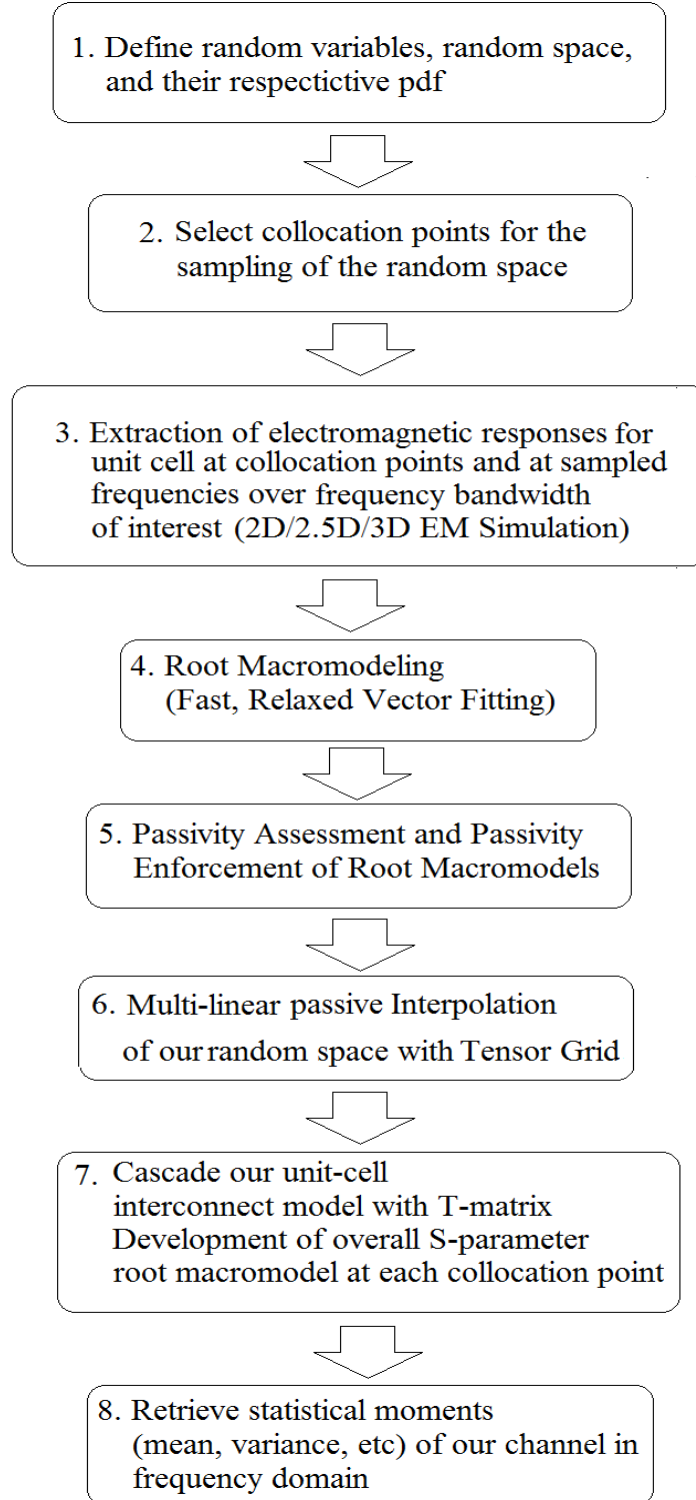 1. Define random variables, random space,
and their respectictive pdf
2. Select collocation points for the
sampling of the random space
3. Extraction of electromagnetic responses for
unit cell at collocation points and at sampled
frequencies over frequency bandwidth
of interest (2D/2.5D/3D EM Simulation)
4. Root Macromodeling
(Fast, Relaxed Vector Fitting)
5. Passivity Assessment and Passivity
Enforcement of Root Macromodels
6. Multi-linear passive Interpolation
of our random space with Tensor Grid
7. Cascade our unit-cell
interconnect model with T-matrix
Development of overall S-parameter
root macromodel at each collocation point
8. Retrieve statistical moments
(mean, variance, etc) of our channel in
frequency domain